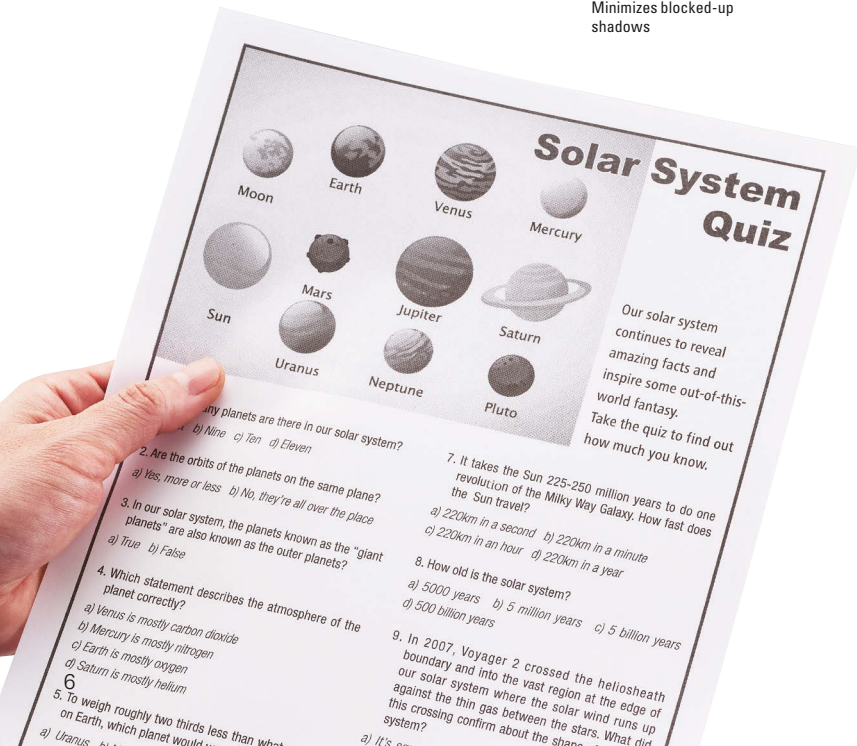 Minimizes blocked-up
shadows
Solar System
Quiz
Moon
Earth
Venus
Mercury
Sun
Mars
Jupiter
Saturn
Uranus
Neptune
Pluto
Our solar system
continues to reveal
amazing facts and
inspire some out-of-this-
world fantasy.
Take the quiz to find out
how much you know.
planets are there in our solar system?
b) Nine c) Ten d) Eleven
2. Are the orbits of the planets on the same plane?
a) Yes, more or less b) No, they're all over the place
3. In our solar system, the planets known as the "giant
planets" are also known as the outer planets?
a) True b) False
4. Which statement describes the atmosphere of the
planet correctly?
a) Venus is mostly carbon dioxide
b) Mercury is mostly nitrogen
c) Earth is mostly oxygen
d) Saturn is mostly helium
6
5. To weigh roughly two thirds less than what
on Earth, which planet would
a) Uranus
7. It takes the Sun 225-250 million years to do one
revolution of the Milky Way Galaxy. How fast does
the Sun travel?
a) 220km in a second b) 220km in a minute
c) 220km in an hour d) 220km in a year
8. How old is the solar system?
a) 5000 years b) 5 million years c) 5 billion years
d) 500 billion years
9. In 2007, Voyager 2 crossed the heliosheath
boundary and into the vast region at the edge of
our solar system where the solar wind runs up
against the thin gas between the stars. What did
this crossing confirm about the shape
system?
a) It's